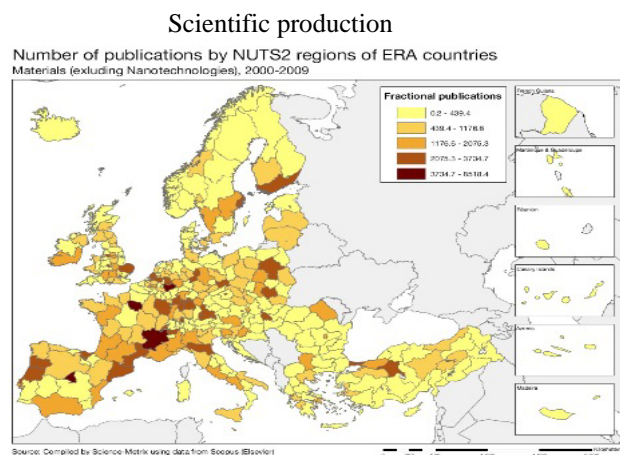 Scientific production
Number of publications by NUTS2 regions of ERA countries
Materials (exluding Nanotechnologies), 2000-2009
Fractional publications
0.2 - 439.4
439.4 - 1176.6
1176.6 - 2075.3
2075.3 - 3734.7
3734.7 - 8518.4
French Guiana
Martinique & Guadeloupe
Réunion
Canary Islands
Azores
Madeira
Source: Compiled by Science-Metrix using data from Scopus (Elsevier)